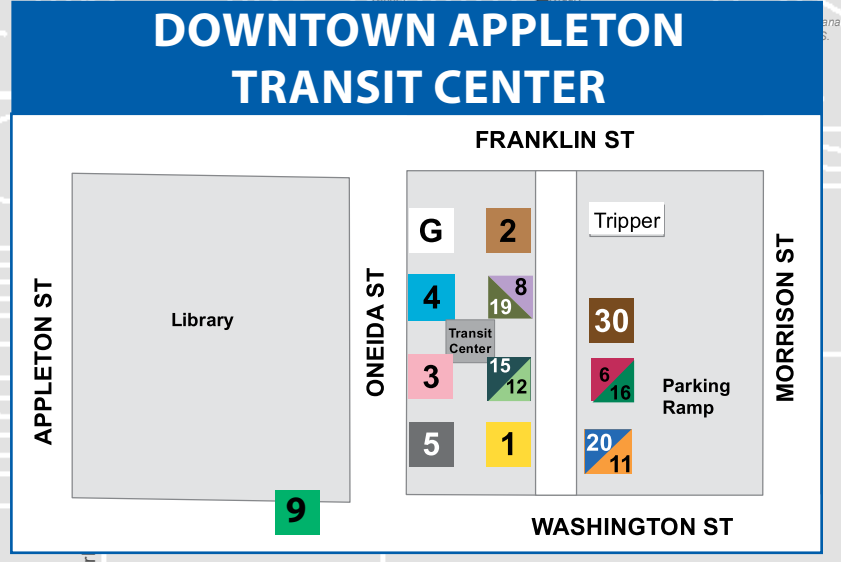 DOWNTOWN APPLETON
TRANSIT CENTER
FRANKLIN ST
APPLETON ST
Library
ONEIDA ST
G
2
4
8
19
Transit
Center
3
15
12
5
1
9
Tripper
30
6
16
20
11
Parking
Ramp
MORRISON ST
WASHINGTON ST